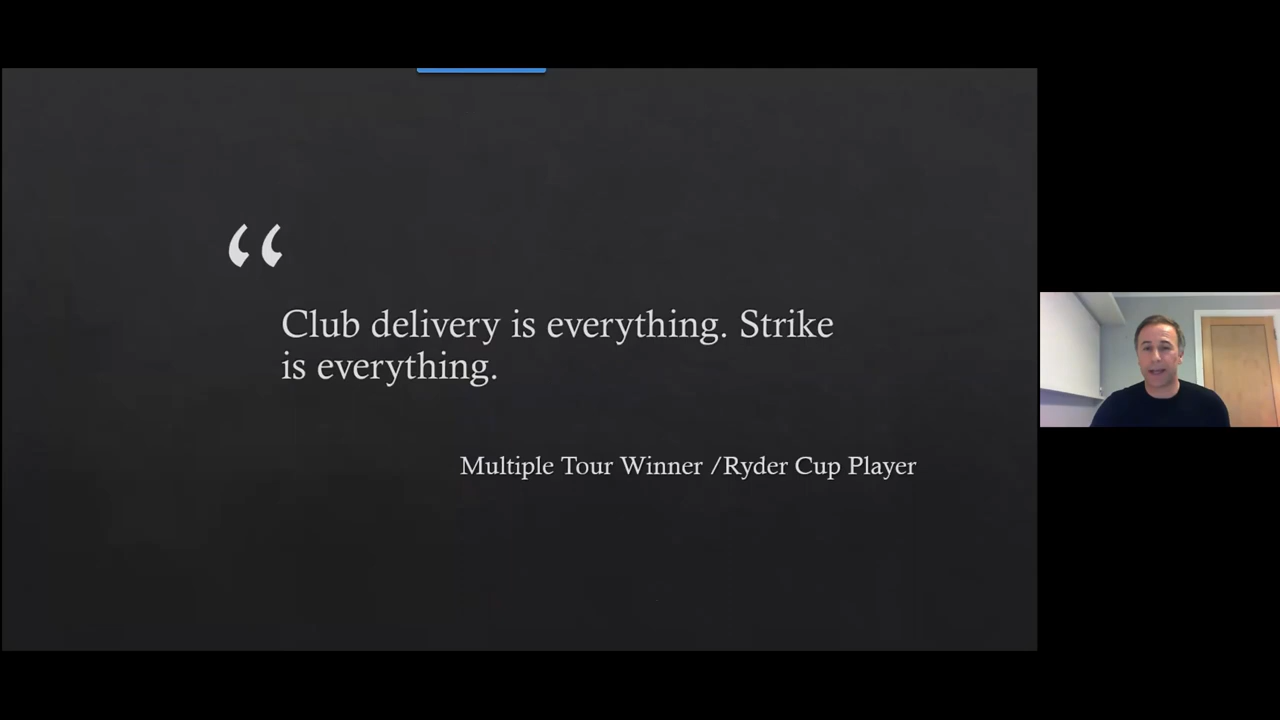 “
Club delivery is everything. Strike
is everything.
Multiple Tour Winner /Ryder Cup Player